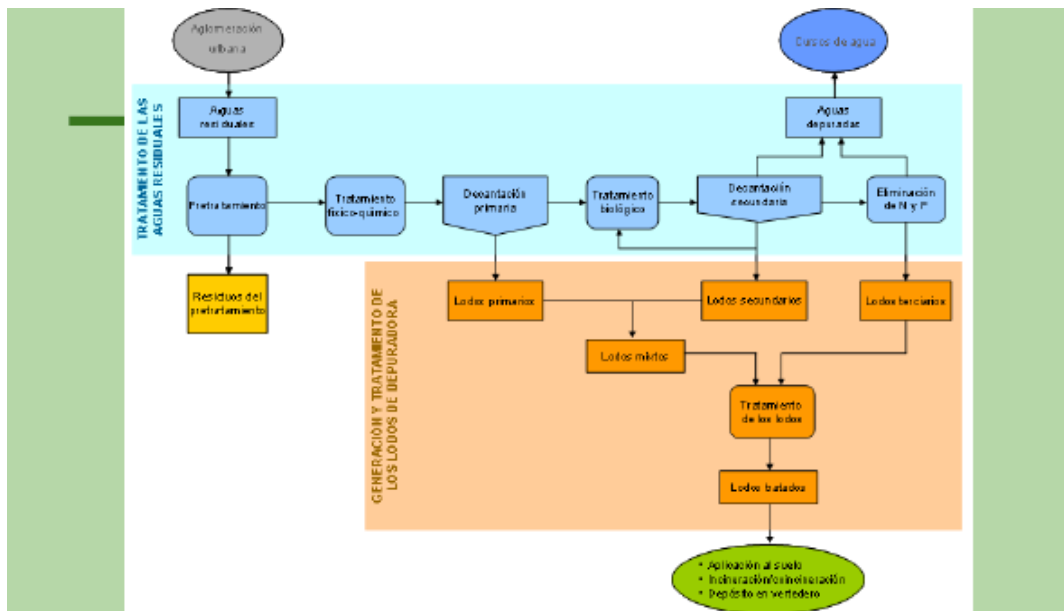 Aglomeración
urbana
Cursos de agua
TRATAMIENTO DE LAS
AGUAS RESIDUALES
Aguas
residuales
Aguas
depuradas
Pretratamiento
Tratamiento
físico-químico
Decantación
primaria
Tratamiento
biológico
Decantación
secundaria
Eliminación
de N y P
Residuos del
pretratamiento
GENERACIÓN Y TRATAMIENTO DE
LOS LODOS DE DEPURADORA
Lodos primarios
Lodos secundarios
Lodos terciarios
Lodos mixtos
Tratamiento
de los lodos
Lodos tratados
• Aplicación al suelo
• Incineración/coincineración
• Depósito en vertedero